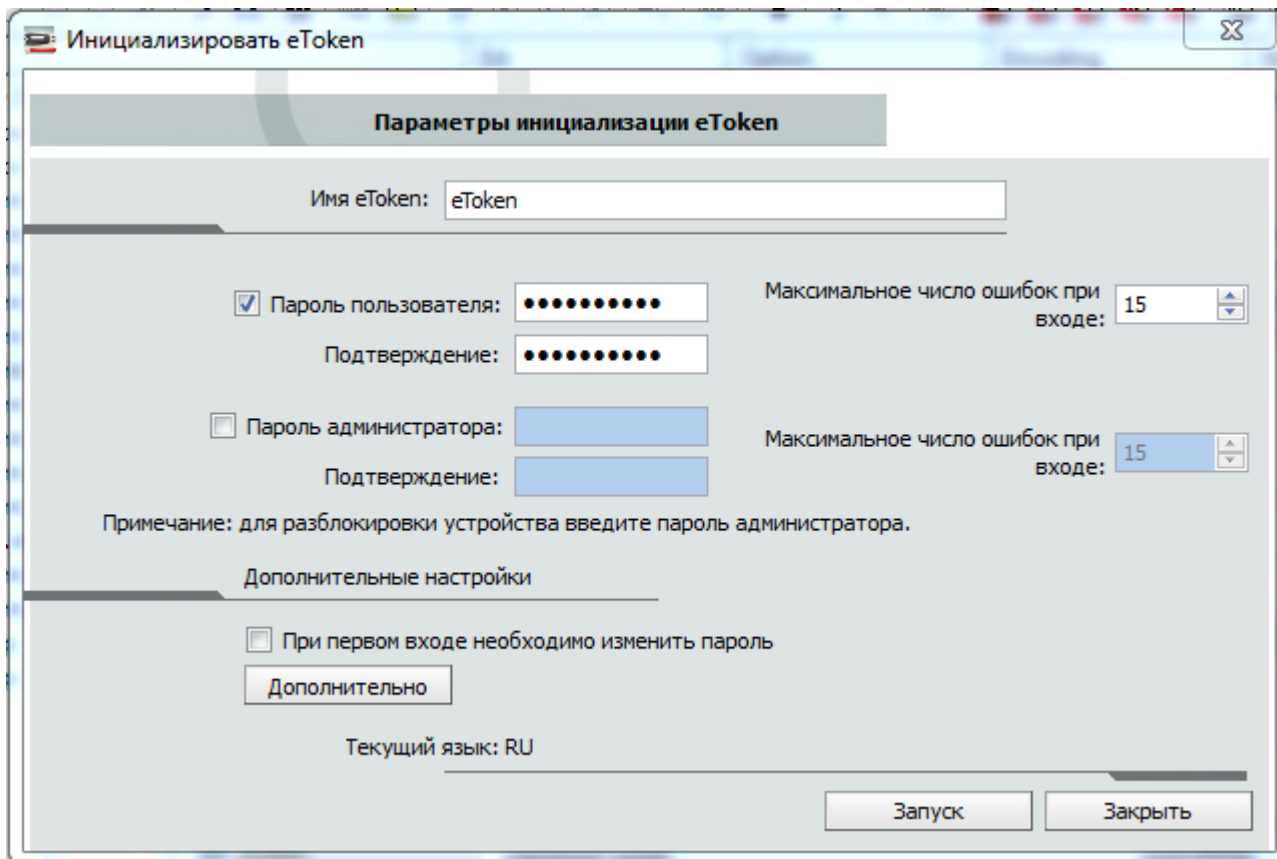 Инициализировать eToken
Параметры инициализации eToken
Имя eToken: eToken
Пароль пользователя: ●●●●●●●●●● Максимальное число ошибок при
входе: 15
Подтверждение: ●●●●●●●●●●
Пароль администратора: Максимальное число ошибок при
входе: 15
Подтверждение:
Примечание: для разблокировки устройства введите пароль администратора.
Дополнительные настройки
При первом входе необходимо изменить пароль
Дополнительно
Текущий язык: RU
Запуск Закрыть